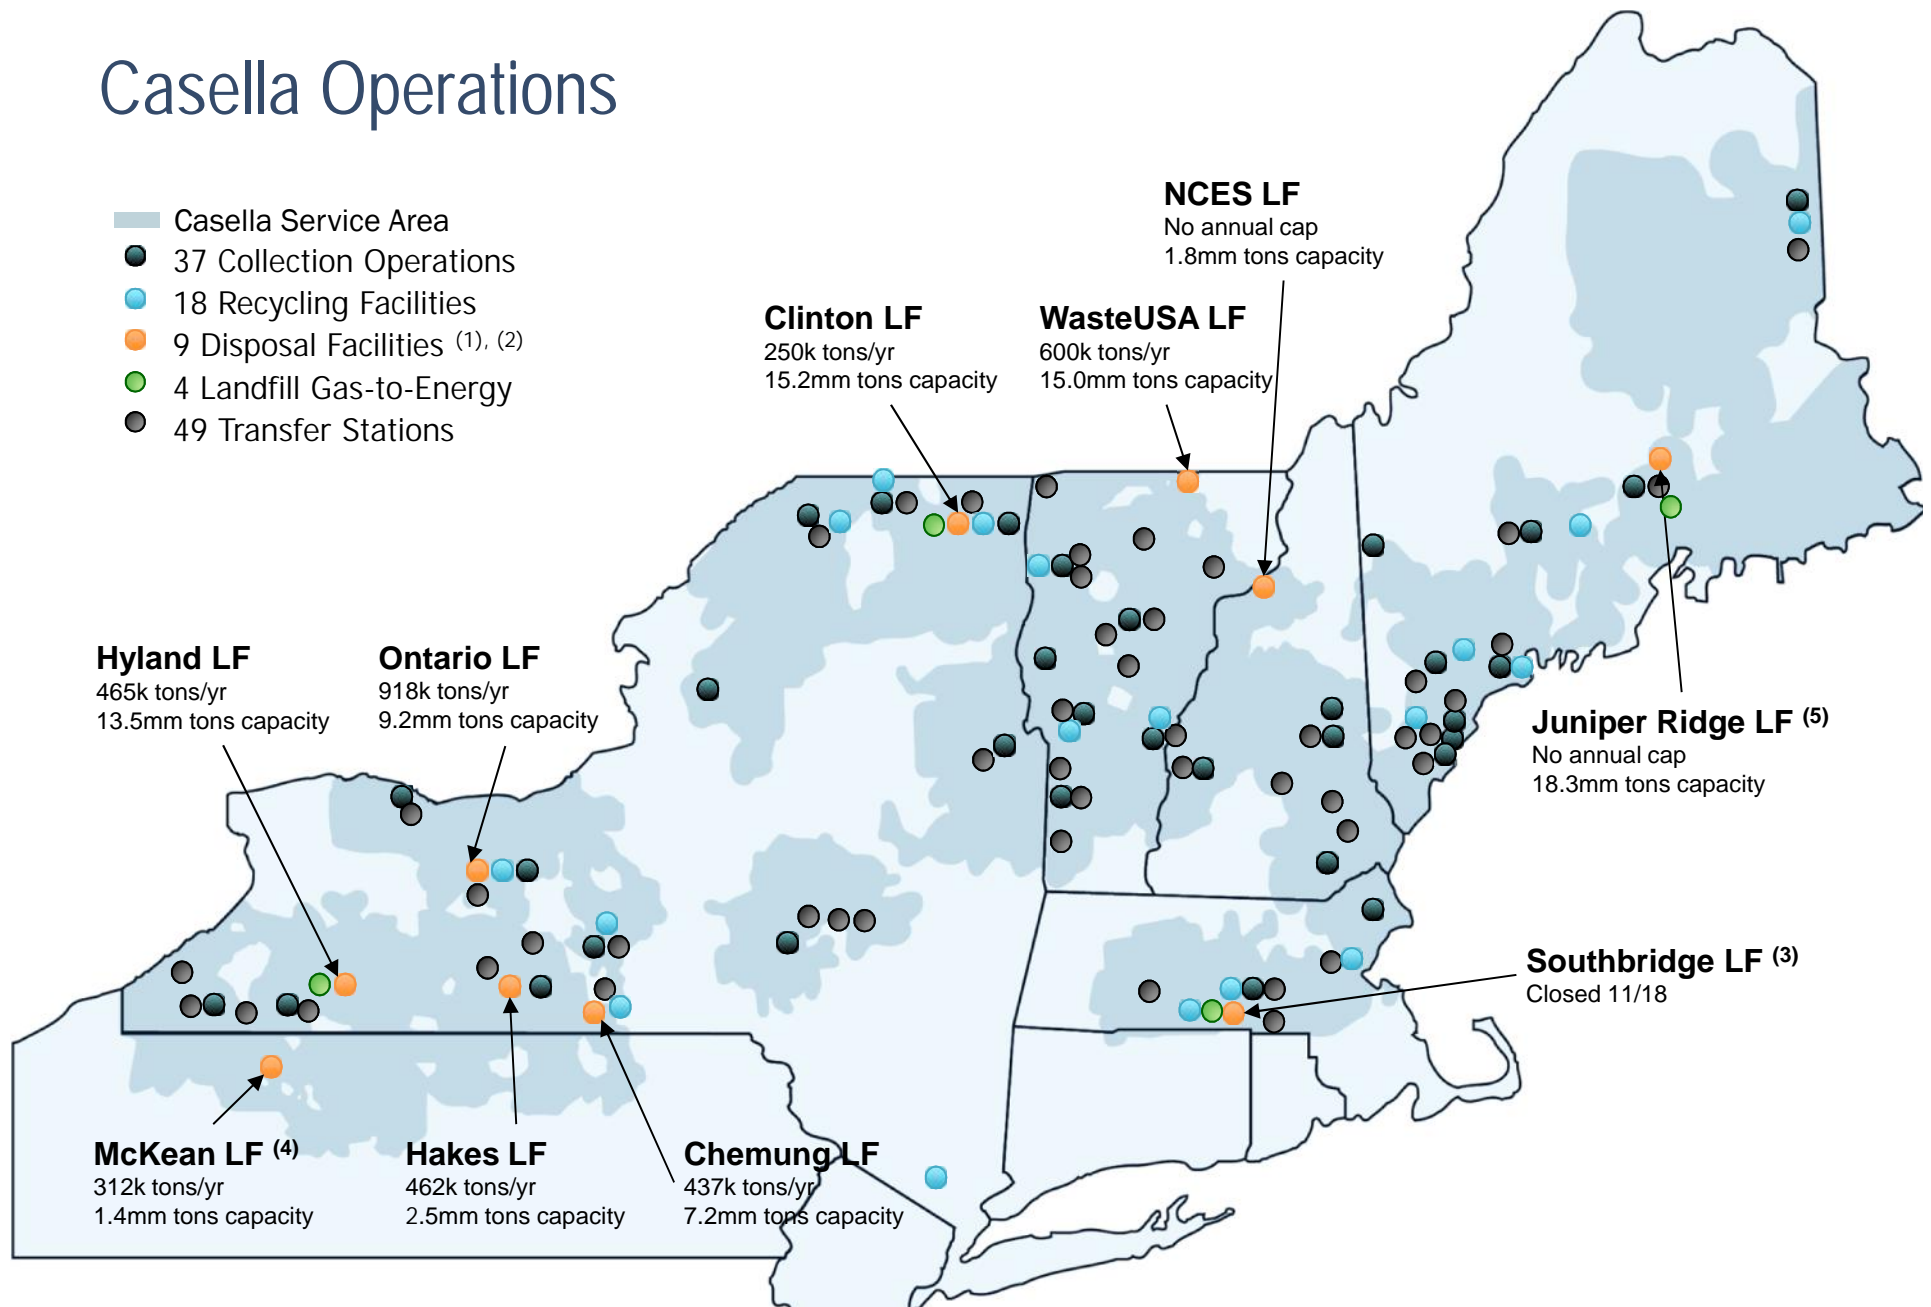 Casella Operations
Casella Service Area
37 Collection Operations
18 Recycling Facilities
9 Disposal Facilities (1), (2)
4 Landfill Gas-to-Energy
49 Transfer Stations
NCES LF
No annual cap
1.8mm tons capacity
Clinton LF
250k tons/yr
15.2mm tons capacity
WasteUSA LF
600k tons/yr
15.0mm tons capacity
Hyland LF
465k tons/yr
13.5mm tons capacity
Ontario LF
918k tons/yr
9.2mm tons capacity
Juniper Ridge LF (5)
No annual cap
18.3mm tons capacity
Southbridge LF (3)
Closed 11/18
McKean LF (4)
312k tons/yr
1.4mm tons capacity
Hakes LF
462k tons/yr
2.5mm tons capacity
Chemung LF
437k tons/yr
7.2mm tons capacity